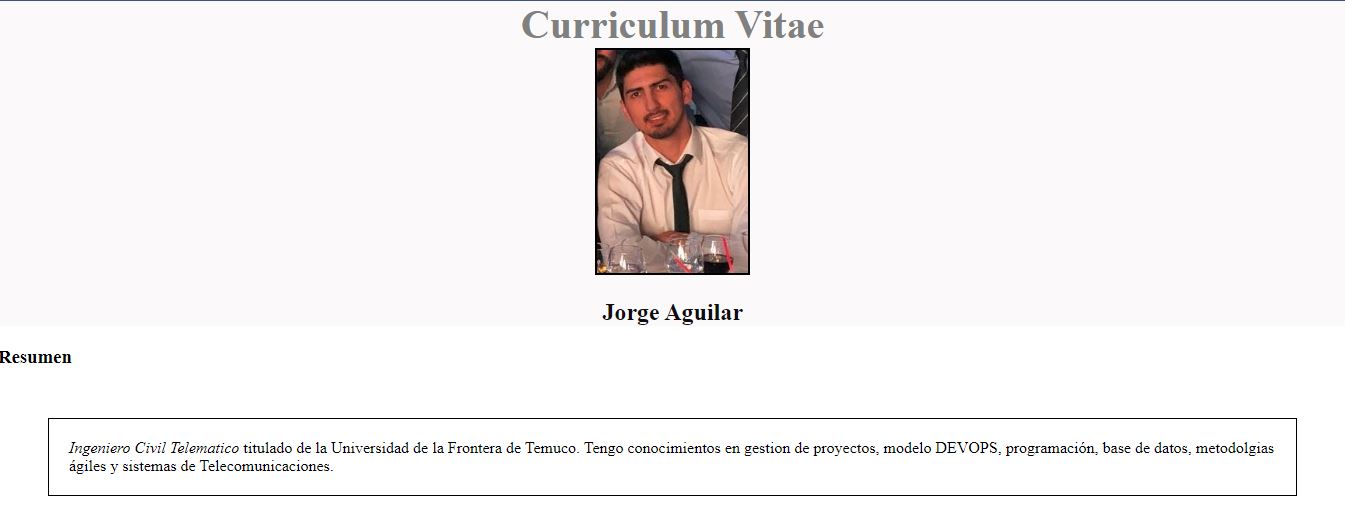 Curriculum Vitae
Jorge Aguilar
Resumen
Ingeniero Civil Telematico titulado de la Universidad de la Frontera de Temuco. Tengo conocimientos en gestion de proyectos, modelo DEVOPS, programación, base de datos, metodolgias
ágiles y sistemas de Telecomunicaciones.